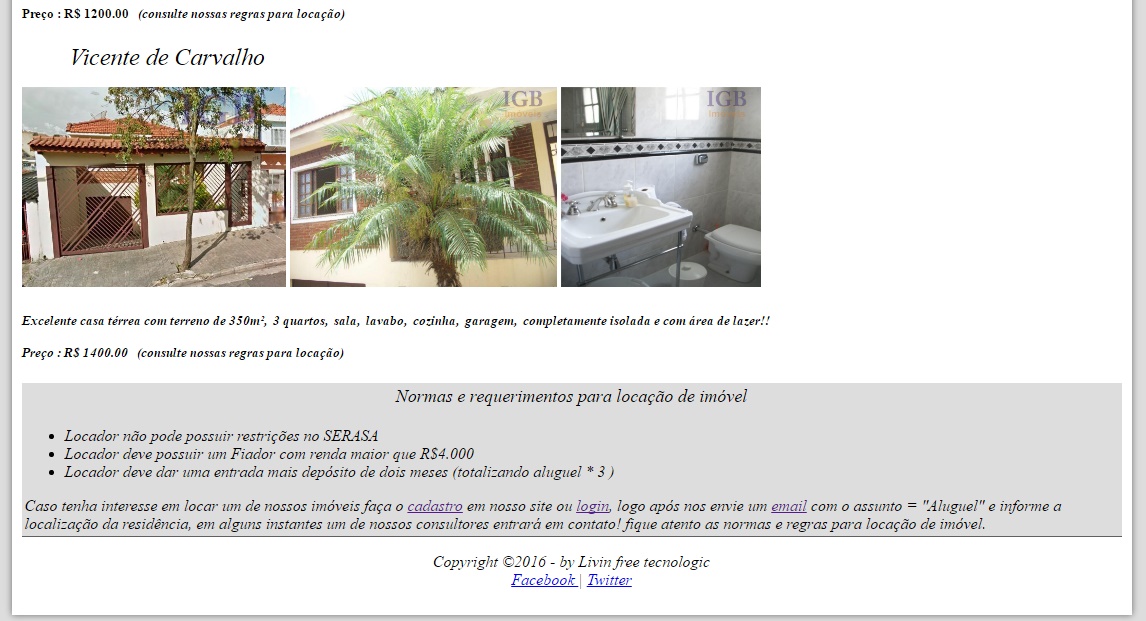 Preço : R$ 1200.00 (consulte nossas regras para locação)
Vicente de Carvalho
IGB
Imóveis
IGB
Imóveis
Excelente casa térrea com terreno de 350m², 3 quartos, sala, lavabo, cozinha, garagem, completamente isolada e com área de lazer!!
Preço : R$ 1400.00 (consulte nossas regras para locação)
Normas e requerimentos para locação de imóvel
• Locador não pode possuir restrições no SERASA
• Locador deve possuir um Fiador com renda maior que R$4.000
• Locador deve dar uma entrada mais depósito de dois meses (totalizando aluguel * 3 )
Caso tenha interesse em locar um de nossos imóveis faça o cadastro em nosso site ou login, logo após nos envie um email com o assunto = "Aluguel" e informe a
localização da residência, em alguns instantes um de nossos consultores entrará em contato! fique atento as normas e regras para locação de imóvel.
Copyright ©2016 - by Livin free tecnologic
Facebook | Twitter